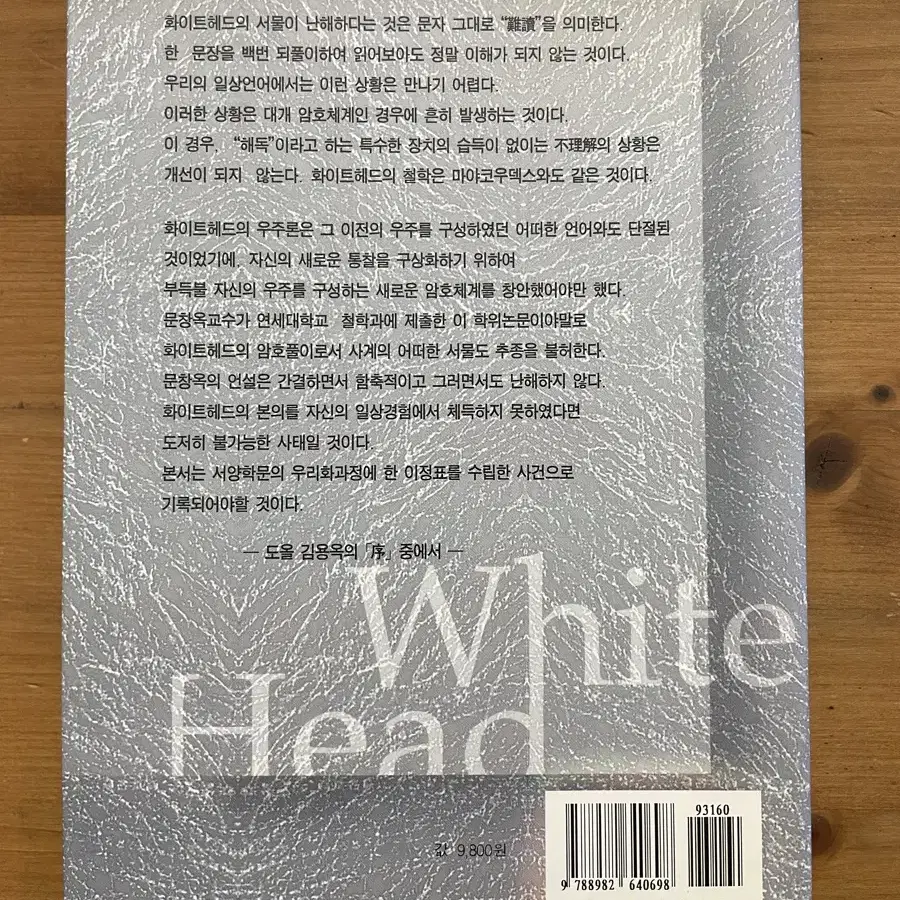 화이트헤드의 서물이 난해하다는 것은 문자 그대로 “難讀”을 의미한다.
한 문장을 백번 되풀이하여 읽어보아도 정말 이해가 되지 않는 것이다.
우리의 일상언어에서는 이런 상황은 만나기 어렵다.
이러한 상황은 대개 암호체계인 경우에 흔히 발생하는 것이다.
이 경우, “해독”이라고 하는 특수한 장치의 습득이 없이는 不理解의 상황은
개선이 되지 않는다. 화이트헤드의 철학은 마야코우덱스와도 같은 것이다.
화이트헤드의 우주론은 그 이전의 우주를 구성하였던 어떠한 언어와도 단절된
것이었기에, 자신의 새로운 통찰을 구상화하기 위하여
부득불 자신의 우주를 구성하는 새로운 암호체계를 창안했어야만 했다.
문창옥교수가 연세대학교 철학과에 제출한 이 학위논문이야말로
화이트헤드의 암호풀이로서 사계의 어떠한 서물도 추종을 불허한다.
문창옥의 언설은 간결하면서 함축적이고 그러면서도 난해하지 않다.
화이트헤드의 본의를 자신의 일상경험에서 체득하지 못하였다면
도저히 불가능한 사태일 것이다.
본서는 서양학문의 우리화과정에 한 이정표를 수립한 사건으로
기록되어야할 것이다.
— 도올 김용옥의 「序」 중에서 —
White
Head
93160
값 9,800원
9 788982 640698